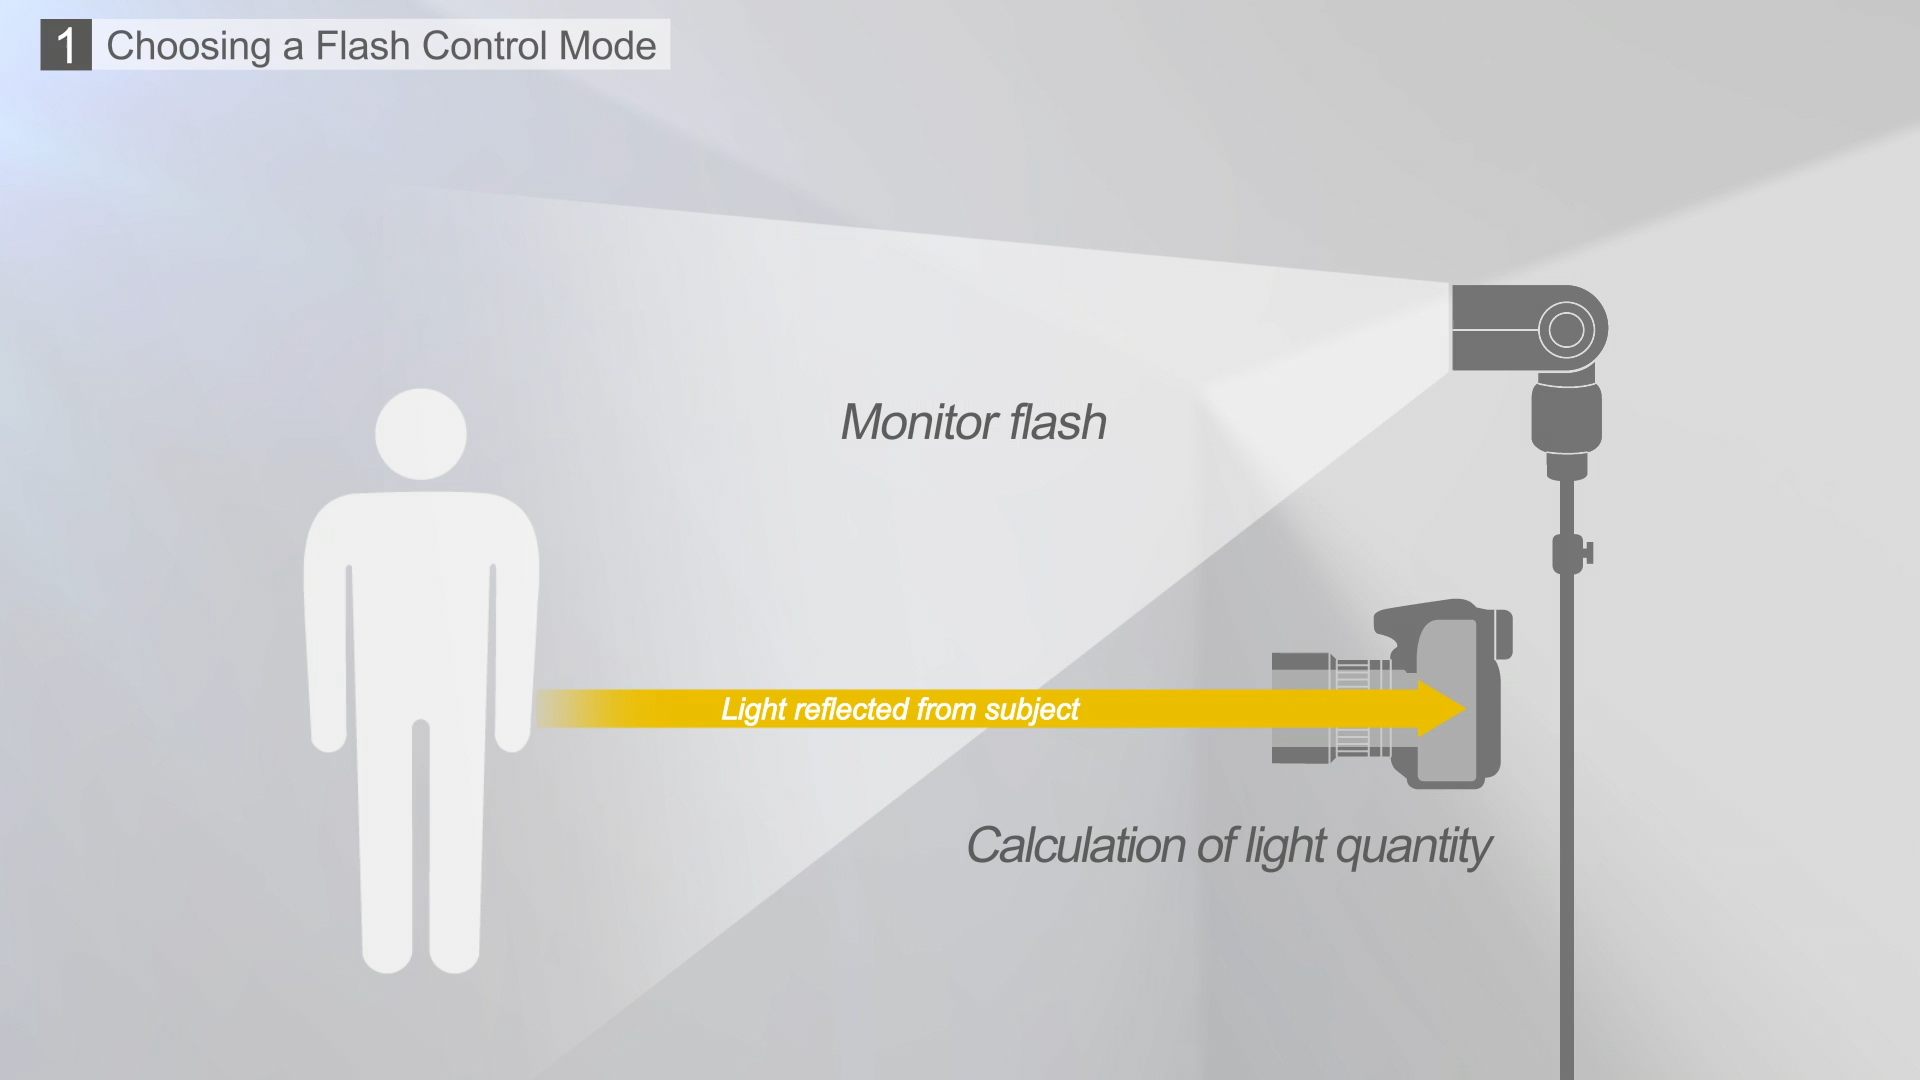 1 Choosing a Flash Control Mode
Monitor flash
Light reflected from subject
Calculation of light quantity